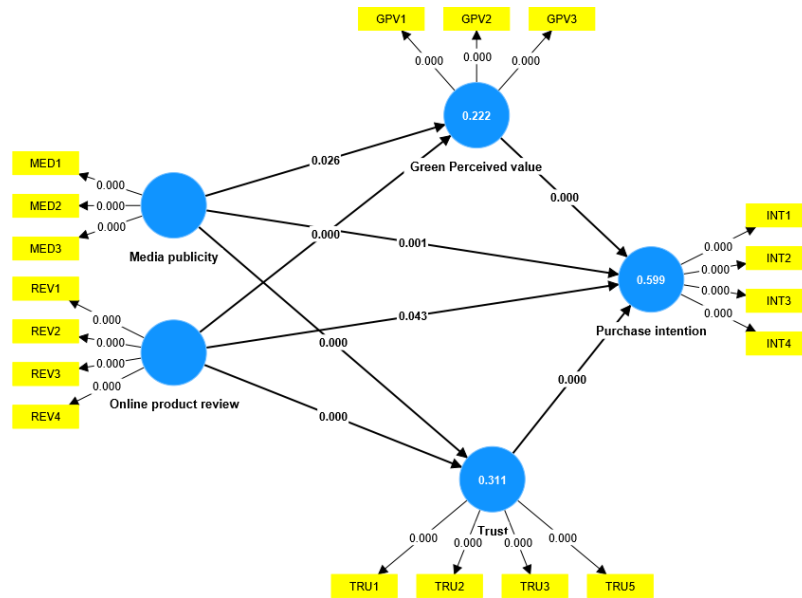 GPV1 GPV2 GPV3
0.000 0.000 0.000
0.222
Green Perceived value
MED1
MED2
MED3
0.000
0.000
0.000
Media publicity
REV1
REV2
REV3
REV4
0.000
0.000
0.000
0.000
Online product review
0.026
0.000
0.001
0.043
0.000
0.000
0.000
0.000
INT1
INT2
INT3
INT4
0.000
0.000
0.000
0.000
0.599
Purchase intention
0.311
Trust
0.000 0.000 0.000 0.000
TRU1 TRU2 TRU3 TRU5